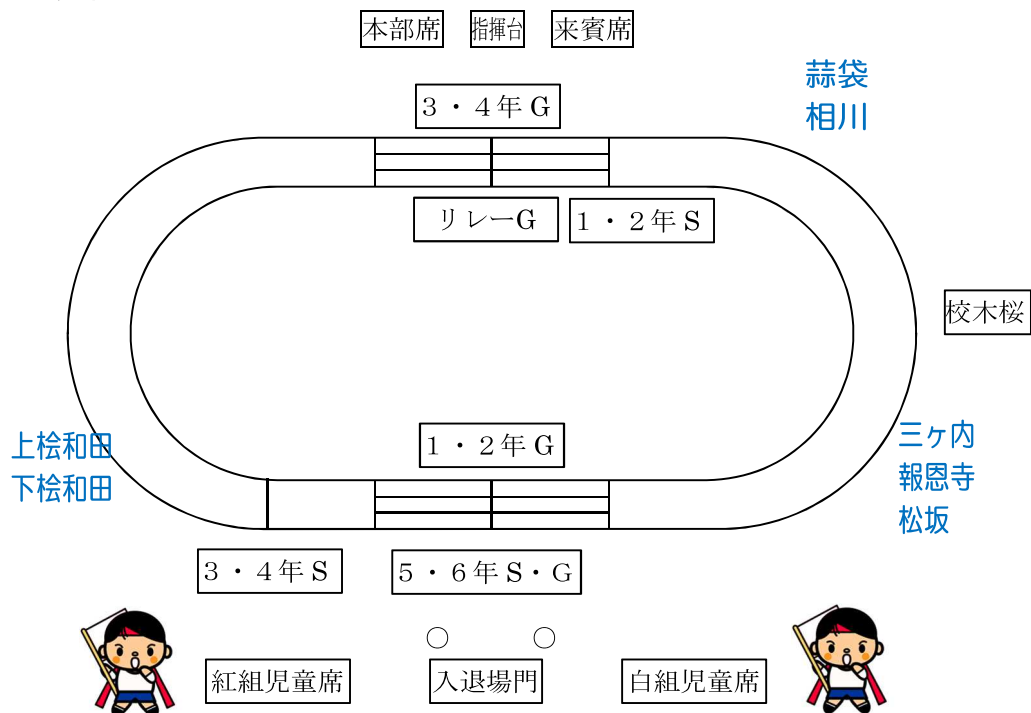 本部席 指揮台 来賓席
蒜袋
相川
3・4年G
リレーG 1・2年S
校木桜
1・2年G
上桧和田
下桧和田
三ヶ内
報恩寺
松坂
3・4年S 5・6年S・G
紅組児童席 入退場門 白組児童席